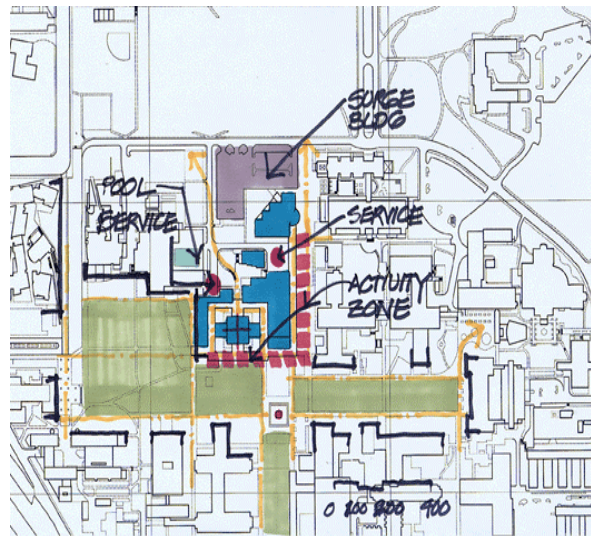 SURGE
BLDG
POOL
SERVICE
SERVICE
ACTIVITY
ZONE
0 100 200 400